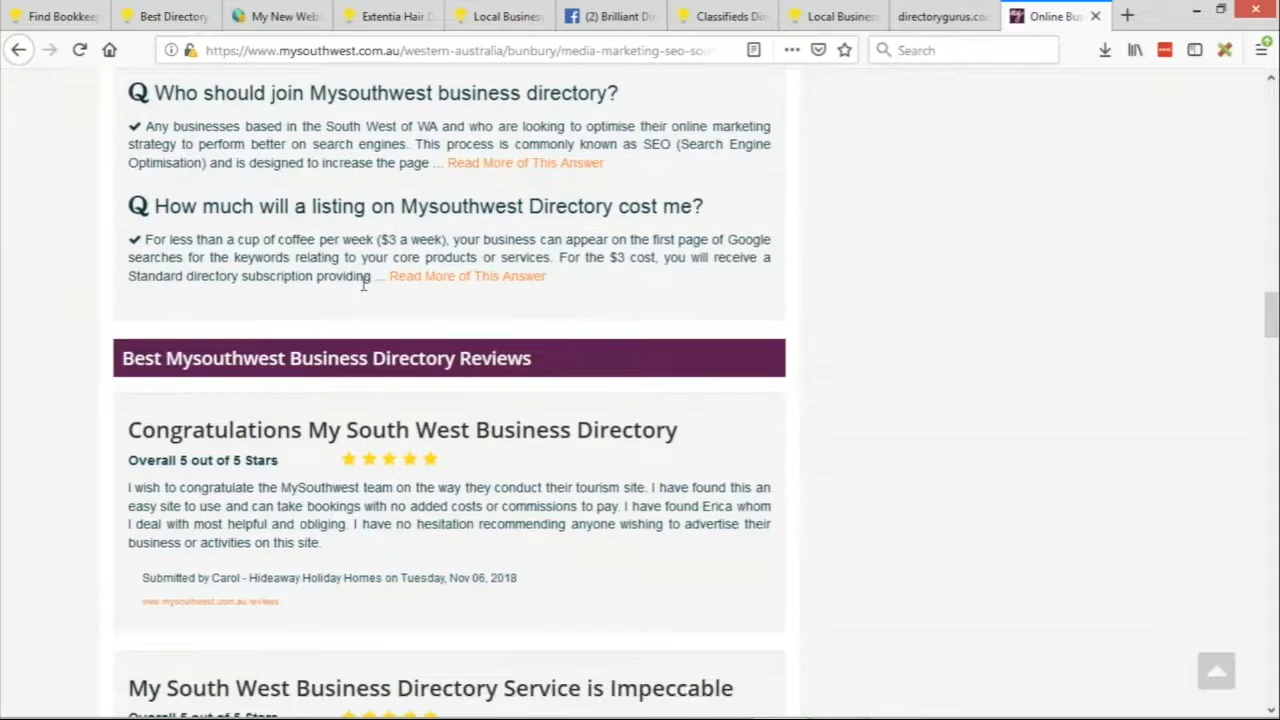 Find Bookkeep
Best Directory
My New Web
Extentia Hair D
Local Busines
(2) Brilliant Dir
Classifieds Dir
Local Busines
directorygurus.co
Online Bus
https://www.mysouthwest.com.au/western-australia/bunbury/media-marketing-seo-sou
Search
Q Who should join Mysouthwest business directory?
✔ Any businesses based in the South West of WA and who are looking to optimise their online marketing
strategy to perform better on search engines. This process is commonly known as SEO (Search Engine
Optimisation) and is designed to increase the page ... Read More of This Answer
Q How much will a listing on Mysouthwest Directory cost me?
✔ For less than a cup of coffee per week ($3 a week), your business can appear on the first page of Google
searches for the keywords relating to your core products or services. For the $3 cost, you will receive a
Standard directory subscription providing ... Read More of This Answer
Best Mysouthwest Business Directory Reviews
Congratulations My South West Business Directory
Overall 5 out of 5 Stars
I wish to congratulate the MySouthwest team on the way they conduct their tourism site. I have found this an
easy site to use and can take bookings with no added costs or commissions to pay. I have found Erica whom
I deal with most helpful and obliging. I have no hesitation recommending anyone wishing to advertise their
business or activities on this site.
Submitted by Carol - Hideaway Holiday Homes on Tuesday, Nov 06, 2018
www.mysouthwest.com.au-reviews
My South West Business Directory Service is Impeccable
Overall 5 out of 5 Stars